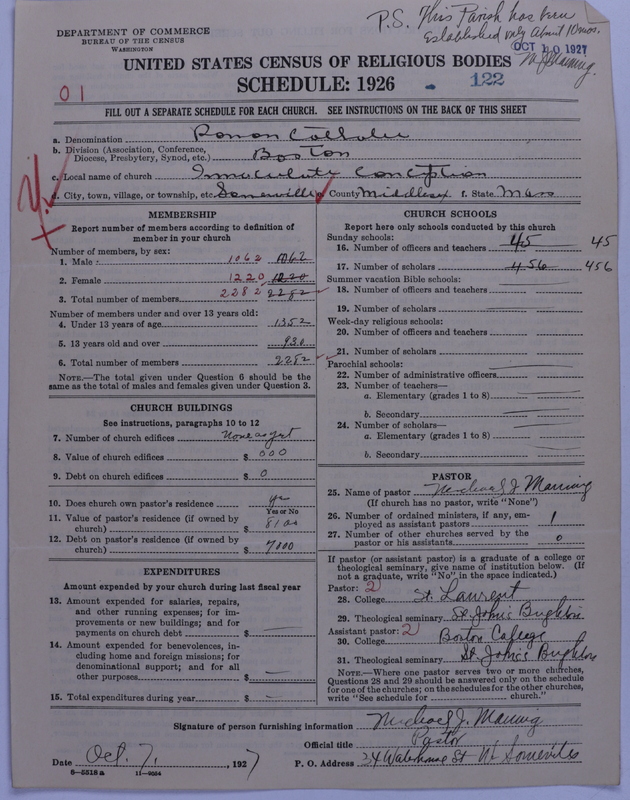 P.S. This Parish has been
Established only about 10 mos.
M. J. Manning.
OCT 10 1927
DEPARTMENT OF COMMERCE
BUREAU OF THE CENSUS
WASHINGTON
UNITED STATES CENSUS OF RELIGIOUS BODIES
SCHEDULE: 1926
122
01
FILL OUT A SEPARATE SCHEDULE FOR EACH CHURCH. SEE INSTRUCTIONS ON THE BACK OF THIS SHEET
a. Denomination Roman Catholic
b. Division (Association, Conference,
Diocese, Presbytery, Synod, etc.) Boston
c. Local name of church Immaculate Conception
d. City, town, village, or township, etc. Somerville County Middlesex f. State Mass
MEMBERSHIP
Report number of members according to definition of
member in your church
Number of members, by sex:
1. Male 1062 1062
2. Female 1220 1220
3. Total number of members 2282 2282
Number of members under and over 13 years old:
4. Under 13 years of age 1352
5. 13 years old and over 930
6. Total number of members 2282
NOTE.—The total given under Question 6 should be the
same as the total of males and females given under Question 3.
CHURCH BUILDINGS
See instructions, paragraphs 10 to 12
7. Number of church edifices None as yet
8. Value of church edifices $ 000
9. Debt on church edifices $ 0
10. Does church own pastor's residence yes
Yes or No
11. Value of pastor's residence (if owned by
church) $ 8100
12. Debt on pastor's residence (if owned by
church) $ 7000
EXPENDITURES
Amount expended by your church during last fiscal year
13. Amount expended for salaries, repairs,
and other running expenses; for im-
provements or new buildings; and for
payments on church debt $
14. Amount expended for benevolences, in-
cluding home and foreign missions; for
denominational support; and for all
other purposes $
15. Total expenditures during year $
CHURCH SCHOOLS
Report here only schools conducted by this church
Sunday schools:
16. Number of officers and teachers 45 45
17. Number of scholars 456 456
Summer vacation Bible schools:
18. Number of officers and teachers
19. Number of scholars
Week-day religious schools:
20. Number of officers and teachers
21. Number of scholars
Parochial schools:
22. Number of administrative officers
23. Number of teachers—
a. Elementary (grades 1 to 8)
b. Secondary
24. Number of scholars—
a. Elementary (grades 1 to 8)
b. Secondary
PASTOR
25. Name of pastor Michael J Manning
(If church has no pastor, write "None")
26. Number of ordained ministers, if any, em-
ployed as assistant pastors 1
27. Number of other churches served by the
pastor or his assistants 0
If pastor (or assistant pastor) is a graduate of a college or
theological seminary, give name of institution below. (If
not a graduate, write "No" in the space indicated.)
Pastor: 2
28. College St. Laurent
29. Theological seminary St. John's Brighton
Assistant pastor: 2
30. College Boston College
31. Theological seminary St John's Brighton
NOTE.—Where one pastor serves two or more churches,
Questions 28 and 29 should be answered only on the schedule
for one of the churches; on the schedules for the other churches,
write "See schedule for church."
Signature of person furnishing information Michael J. Manning
Official title Pastor
Date Oct. 7, 1927 P. O. Address 34 Waterhouse St W. Somerville
8—5518 a 11—9084